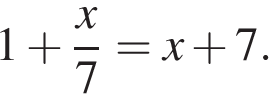 1 + x/7 = x + 7.